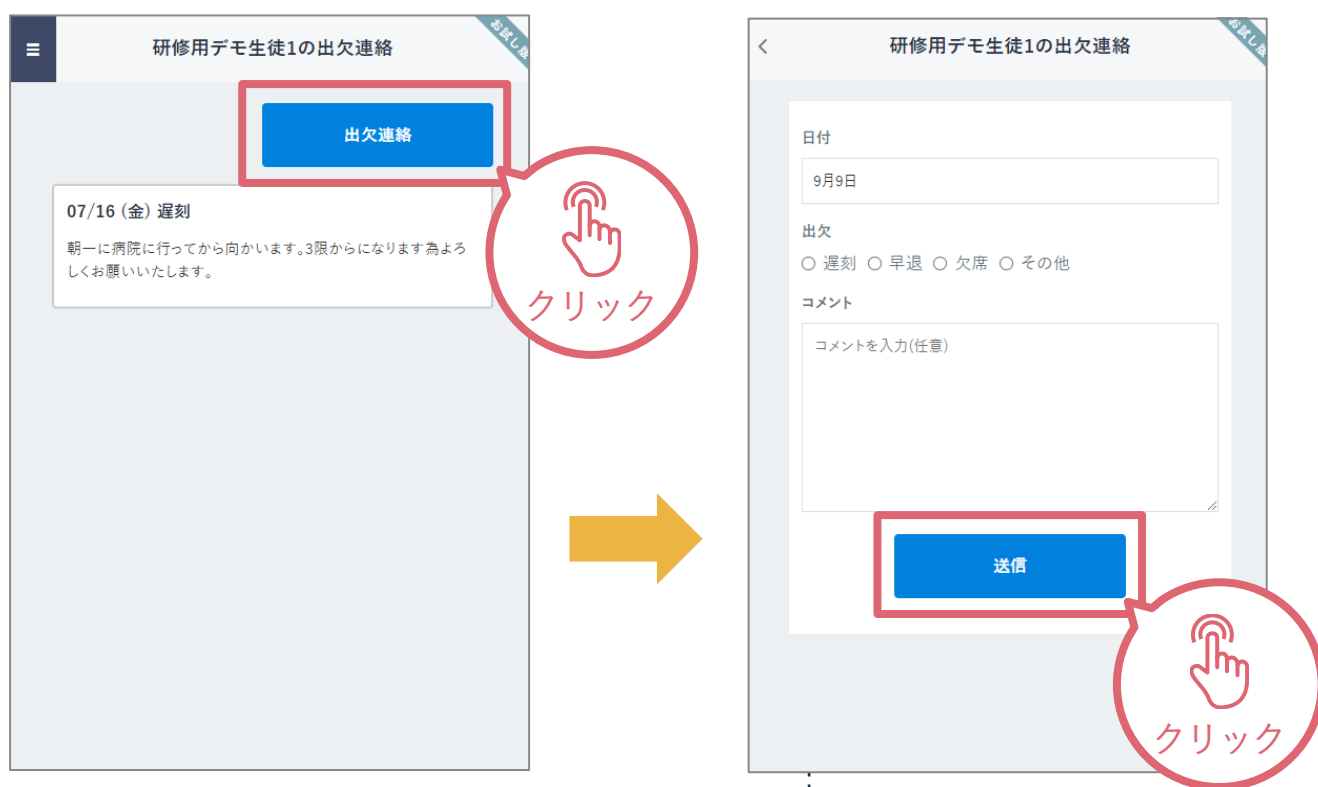 研修用デモ生徒1の出欠連絡
お試し版
出欠連絡
07/16 (金) 遅刻
朝一に病院に行ってから向かいます。3限からになります為よろ
しくお願いいたします。
クリック
研修用デモ生徒1の出欠連絡
お試し版
日付
9月9日
出欠
遅刻 早退 欠席 その他
コメント
コメントを入力(任意)
送信
クリック